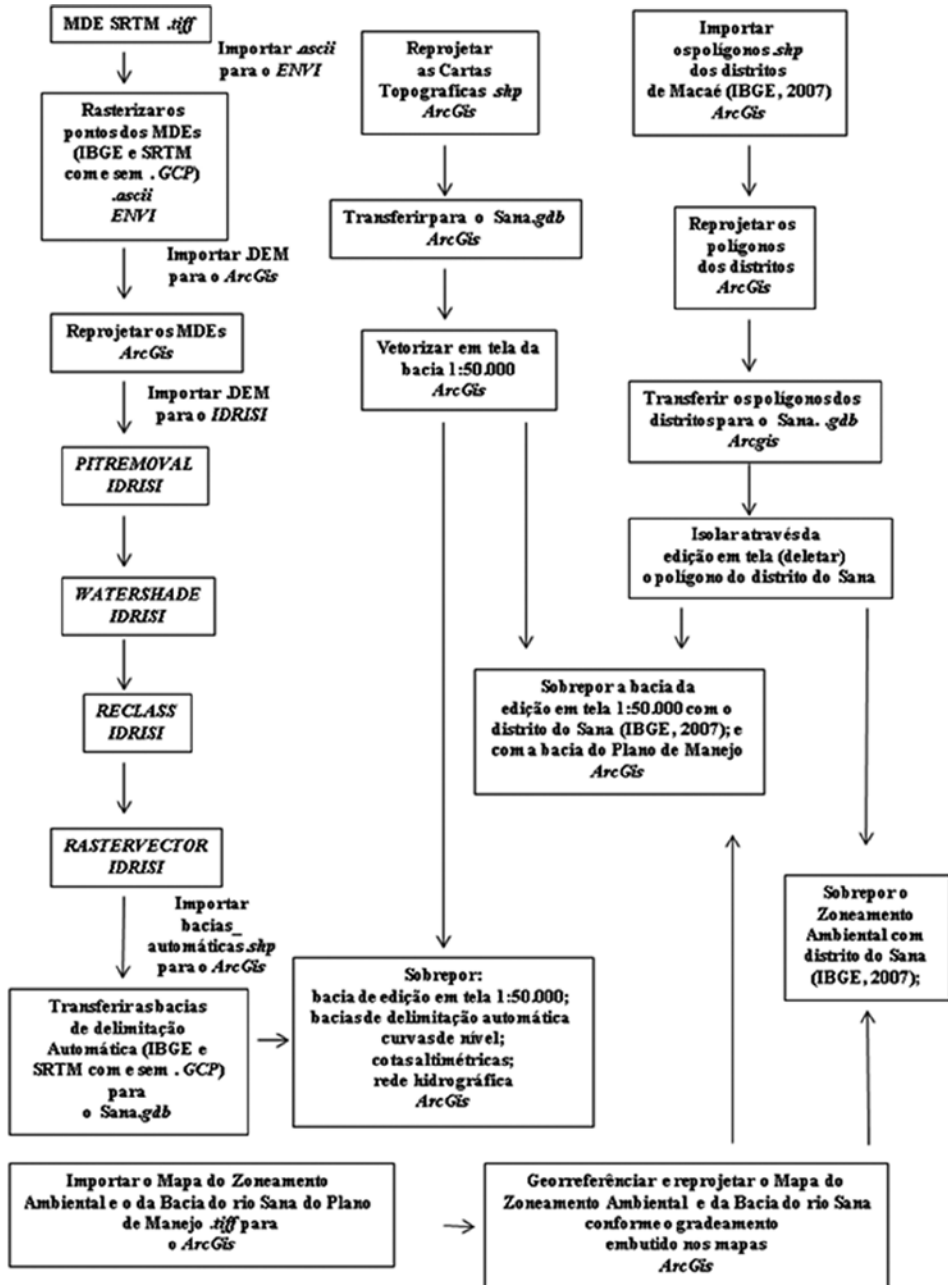 MDE SRTM .tiff
Importar .ascii
para o ENVI
Rasterizar os
pontos dos MDEs
(IBGE e SRTM
com e sem . GCP)
.ascii
ENVI
Importar .DEM
para o ArcGis
Reprojetar os MDEs
ArcGis
Importar .DEM
para o IDRISI
PITREMOVAL
IDRISI
WATERSHADE
IDRISI
RECLASS
IDRISI
RASTERVECTOR
IDRISI
Importar
bacias_
automáticas.shp
para o ArcGis
Transferir as bacias
de delimitação
Automática (IBGE e
SRTM com e sem . GCP)
para
o Sana.gdb
Reprojetar
as Cartas
Topograficas .shp
ArcGis
Transferir para o Sana.gdb
ArcGis
Vetorizar em tela da
bacia 1:50.000
ArcGis
Sobrepor:
bacia de edição em tela 1:50.000;
bacias de delimitação automática
curvas de nível;
cotas altimétricas;
rede hidrográfica
ArcGis
Importar
os polígonos .shp
dos distritos
de Macaé (IBGE, 2007)
ArcGis
Reprojetar os
polígonos
dos distritos
ArcGis
Transferir os polígonos dos
distritos para o Sana. .gdb
Arcgis
Isolar através da
edição em tela (deletar)
o polígono do distrito do Sana
Sobrepor a bacia da
edição em tela 1:50.000 com o
distrito do Sana (IBGE, 2007); e
com a bacia do Plano de Manejo
ArcGis
Sobrepor o
Zoneamento
Ambiental com
distrito do Sana
(IBGE, 2007);
Importar o Mapa do Zoneamento
Ambiental e o da Bacia do rio Sana do Plano
de Manejo .tiff para
o ArcGis
Georreferênciar e reprojetar o Mapa do
Zoneamento Ambiental e da Bacia do rio Sana
conforme o gradeamento
embutido nos mapas
ArcGis